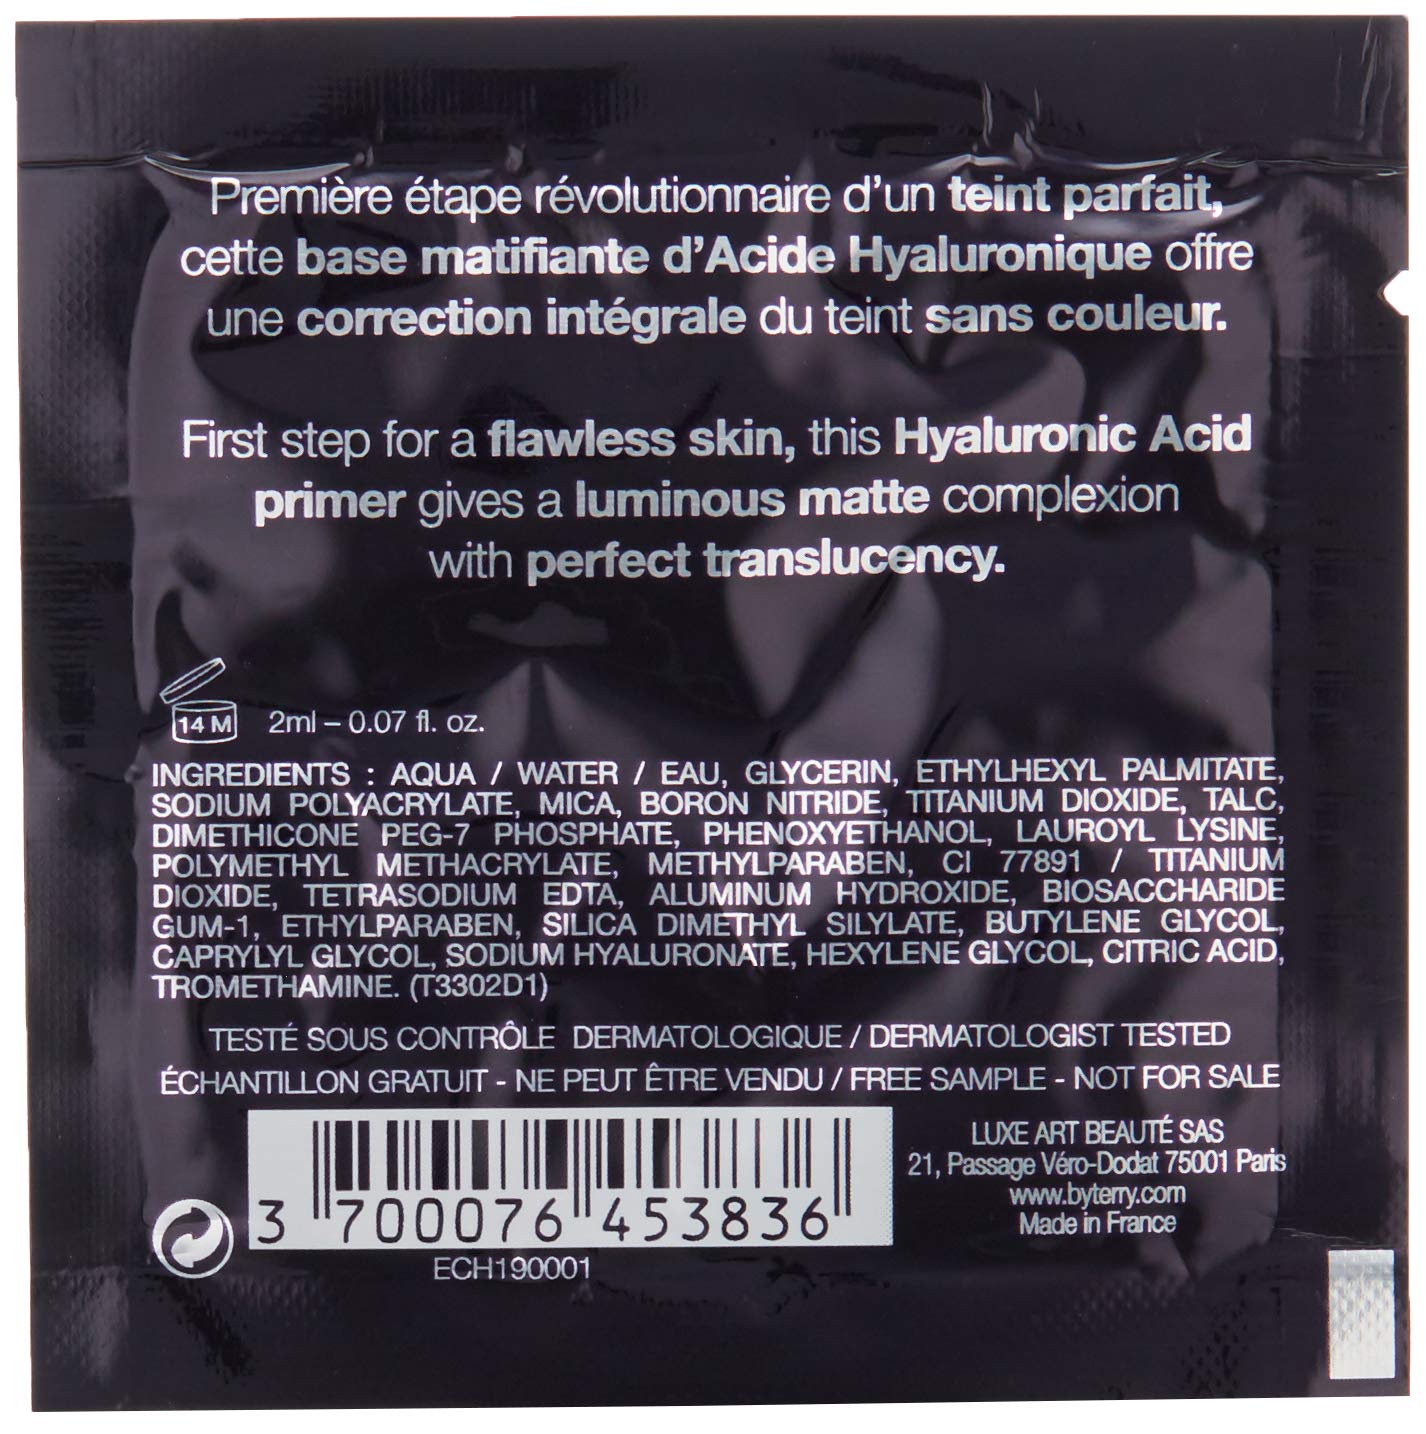 Première étape révolutionnaire d'un teint parfait,
cette base matifiante d'Acide Hyaluronique offre
une correction intégrale du teint sans couleur.
First step for a flawless skin, this Hyaluronic Acid
primer gives a luminous matte complexion
with perfect translucency.
14 M 2ml – 0.07 fl. oz.
INGREDIENTS : AQUA / WATER / EAU, GLYCERIN, ETHYLHEXYL PALMITATE,
SODIUM POLYACRYLATE, MICA, BORON NITRIDE, TITANIUM DIOXIDE, TALC,
DIMETHICONE PEG-7 PHOSPHATE, PHENOXYETHANOL, LAUROYL LYSINE,
POLYMETHYL METHACRYLATE, METHYLPARABEN, CI 77891 / TITANIUM
DIOXIDE, TETRASODIUM EDTA, ALUMINUM HYDROXIDE, BIOSACCHARIDE
GUM-1, ETHYLPARABEN, SILICA DIMETHYL SILYLATE, BUTYLENE GLYCOL,
CAPRYLYL GLYCOL, SODIUM HYALURONATE, HEXYLENE GLYCOL, CITRIC ACID,
TROMETHAMINE. (T3302D1)
TESTÉ SOUS CONTRÔLE DERMATOLOGIQUE / DERMATOLOGIST TESTED
ÉCHANTILLON GRATUIT - NE PEUT ÊTRE VENDU / FREE SAMPLE - NOT FOR SALE
3 700076 453836
ECH190001
LUXE ART BEAUTÉ SAS
21, Passage Véro-Dodat 75001 Paris
www.byterry.com
Made in France